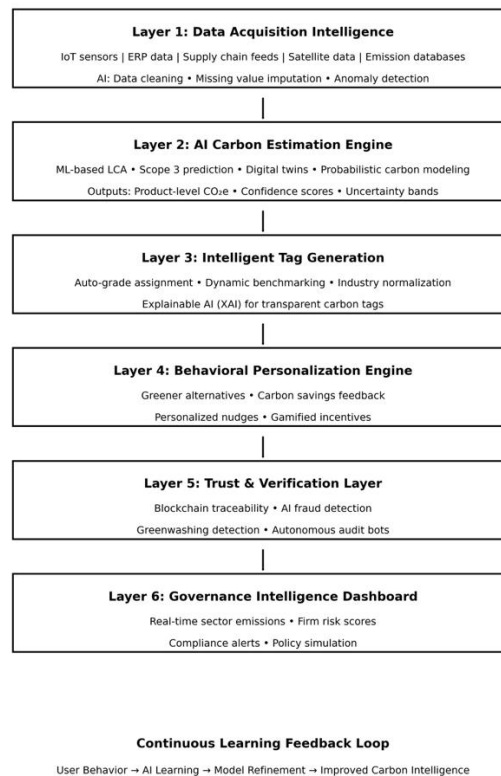 Layer 1: Data Acquisition Intelligence
IoT sensors | ERP data | Supply chain feeds | Satellite data | Emission databases
AI: Data cleaning • Missing value imputation • Anomaly detection
Layer 2: AI Carbon Estimation Engine
ML-based LCA • Scope 3 prediction • Digital twins • Probabilistic carbon modeling
Outputs: Product-level CO₂e • Confidence scores • Uncertainty bands
Layer 3: Intelligent Tag Generation
Auto-grade assignment • Dynamic benchmarking • Industry normalization
Explainable AI (XAI) for transparent carbon tags
Layer 4: Behavioral Personalization Engine
Greener alternatives • Carbon savings feedback
Personalized nudges • Gamified incentives
Layer 5: Trust & Verification Layer
Blockchain traceability • AI fraud detection
Greenwashing detection • Autonomous audit bots
Layer 6: Governance Intelligence Dashboard
Real-time sector emissions • Firm risk scores
Compliance alerts • Policy simulation
Continuous Learning Feedback Loop
User Behavior → AI Learning → Model Refinement → Improved Carbon Intelligence